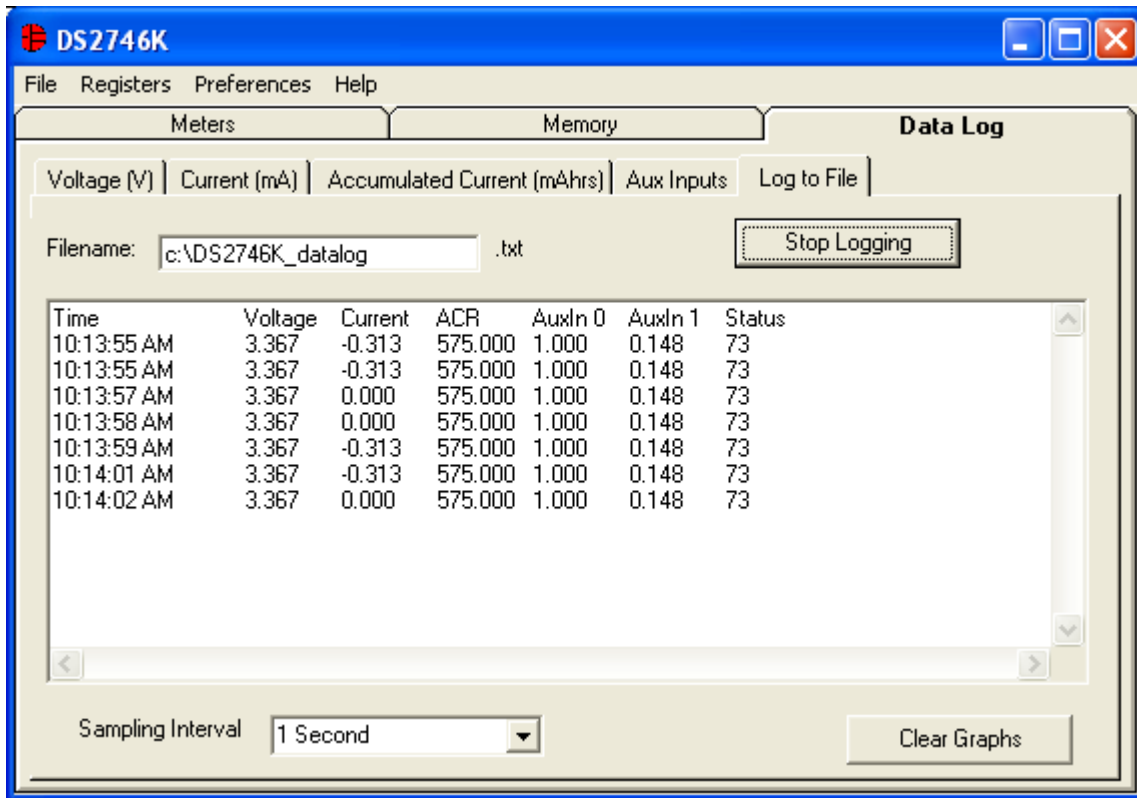 DS2746K
File Registers Preferences Help
Meters Memory Data Log
Voltage (V) Current (mA) Accumulated Current (mAhrs) Aux Inputs Log to File
Filename: c:\DS2746K_datalog .txt Stop Logging
Time Voltage Current ACR AuxIn 0 AuxIn 1 Status
10:13:55 AM 3.367 -0.313 575.000 1.000 0.148 73
10:13:55 AM 3.367 -0.313 575.000 1.000 0.148 73
10:13:57 AM 3.367 0.000 575.000 1.000 0.148 73
10:13:58 AM 3.367 0.000 575.000 1.000 0.148 73
10:13:59 AM 3.367 -0.313 575.000 1.000 0.148 73
10:14:01 AM 3.367 -0.313 575.000 1.000 0.148 73
10:14:02 AM 3.367 0.000 575.000 1.000 0.148 73
Sampling Interval 1 Second Clear Graphs